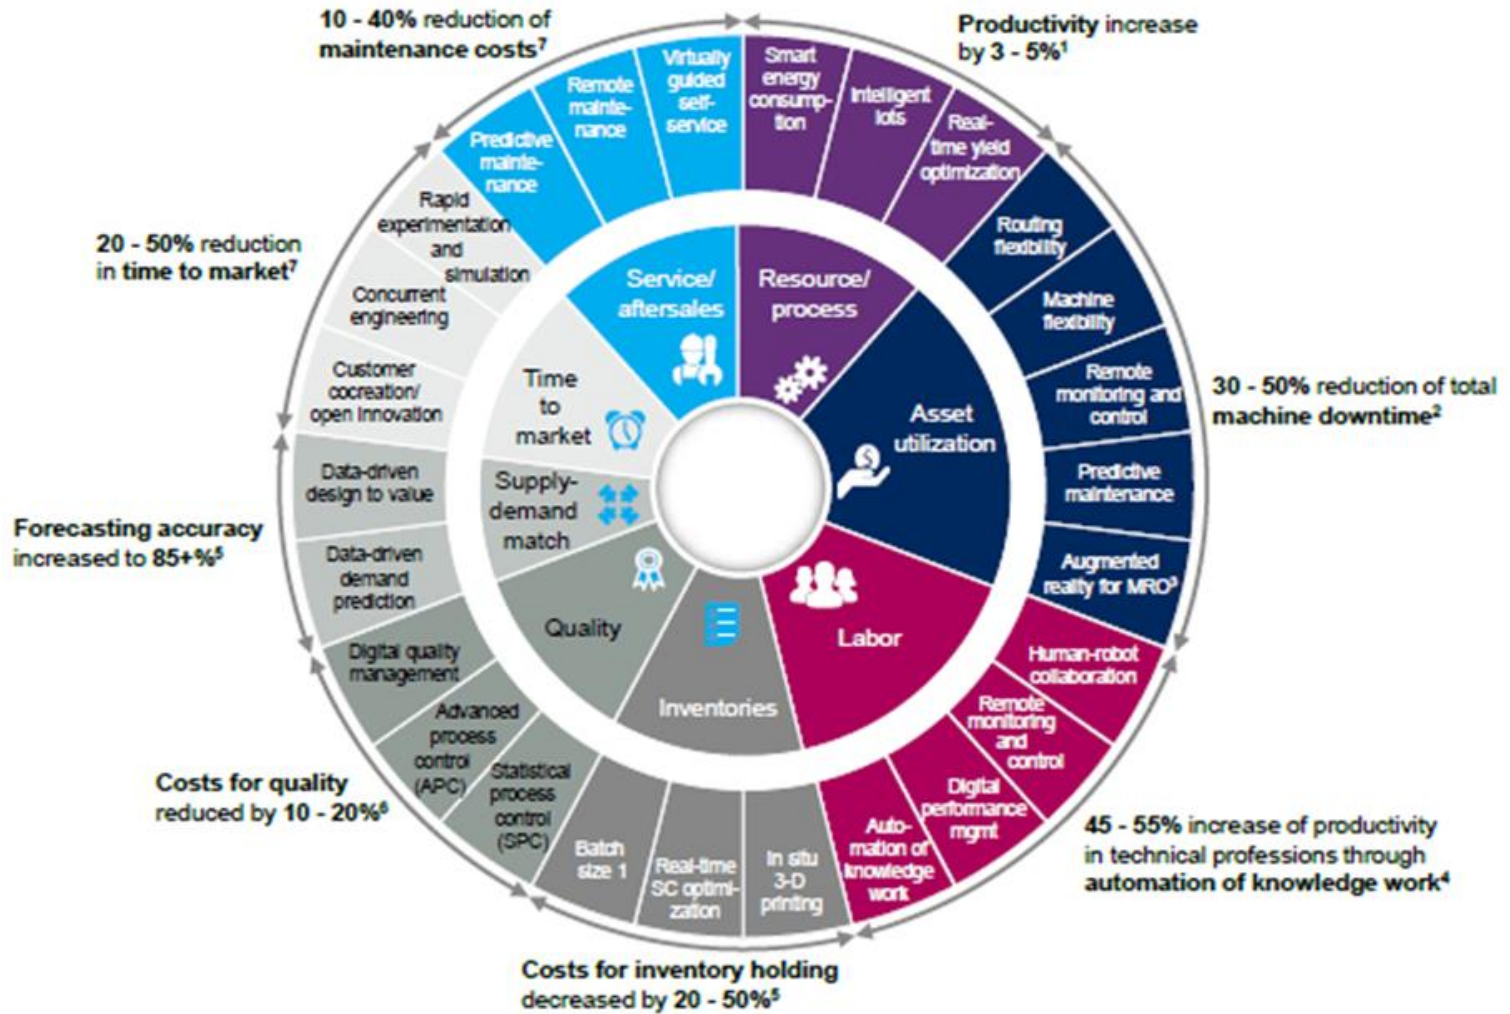 10 - 40% reduction of
maintenance costs⁷
Productivity increase
by 3 - 5%¹
30 - 50% reduction of total
machine downtime²
45 - 55% increase of productivity
in technical professions through
automation of knowledge work⁴
Costs for inventory holding
decreased by 20 - 50%⁵
Costs for quality
reduced by 10 - 20%⁶
Forecasting accuracy
increased to 85+%⁵
20 - 50% reduction
in time to market⁷
Smart
energy
consump-
tion
Intelligent
lots
Real-
time yield
optimization
Routing
flexibility
Machine
flexibility
Remote
monitoring and
control
Predictive
maintenance
Augmented
reality for MRO³
Human-robot
collaboration
Remote
monitoring
and
control
Digital
performance
mgmt
Auto-
mation of
knowledge
work
In situ
3-D
printing
Real-time
SC optimi-
zation
Batch
size 1
Statistical
process
control
(SPC)
Advanced
process
control
(APC)
Digital quality
management
Data-driven
demand
prediction
Data-driven
design to value
Customer
cocreation/
open innovation
Concurrent
engineering
Rapid
experimentation
and
simulation
Predictive
mainte-
nance
Remote
mainte-
nance
Virtually
guided
self-
service
Resource/
process
Asset
utilization
$
Labor
Inventories
Quality
Supply-
demand
match
Time
to
market
Service/
aftersales